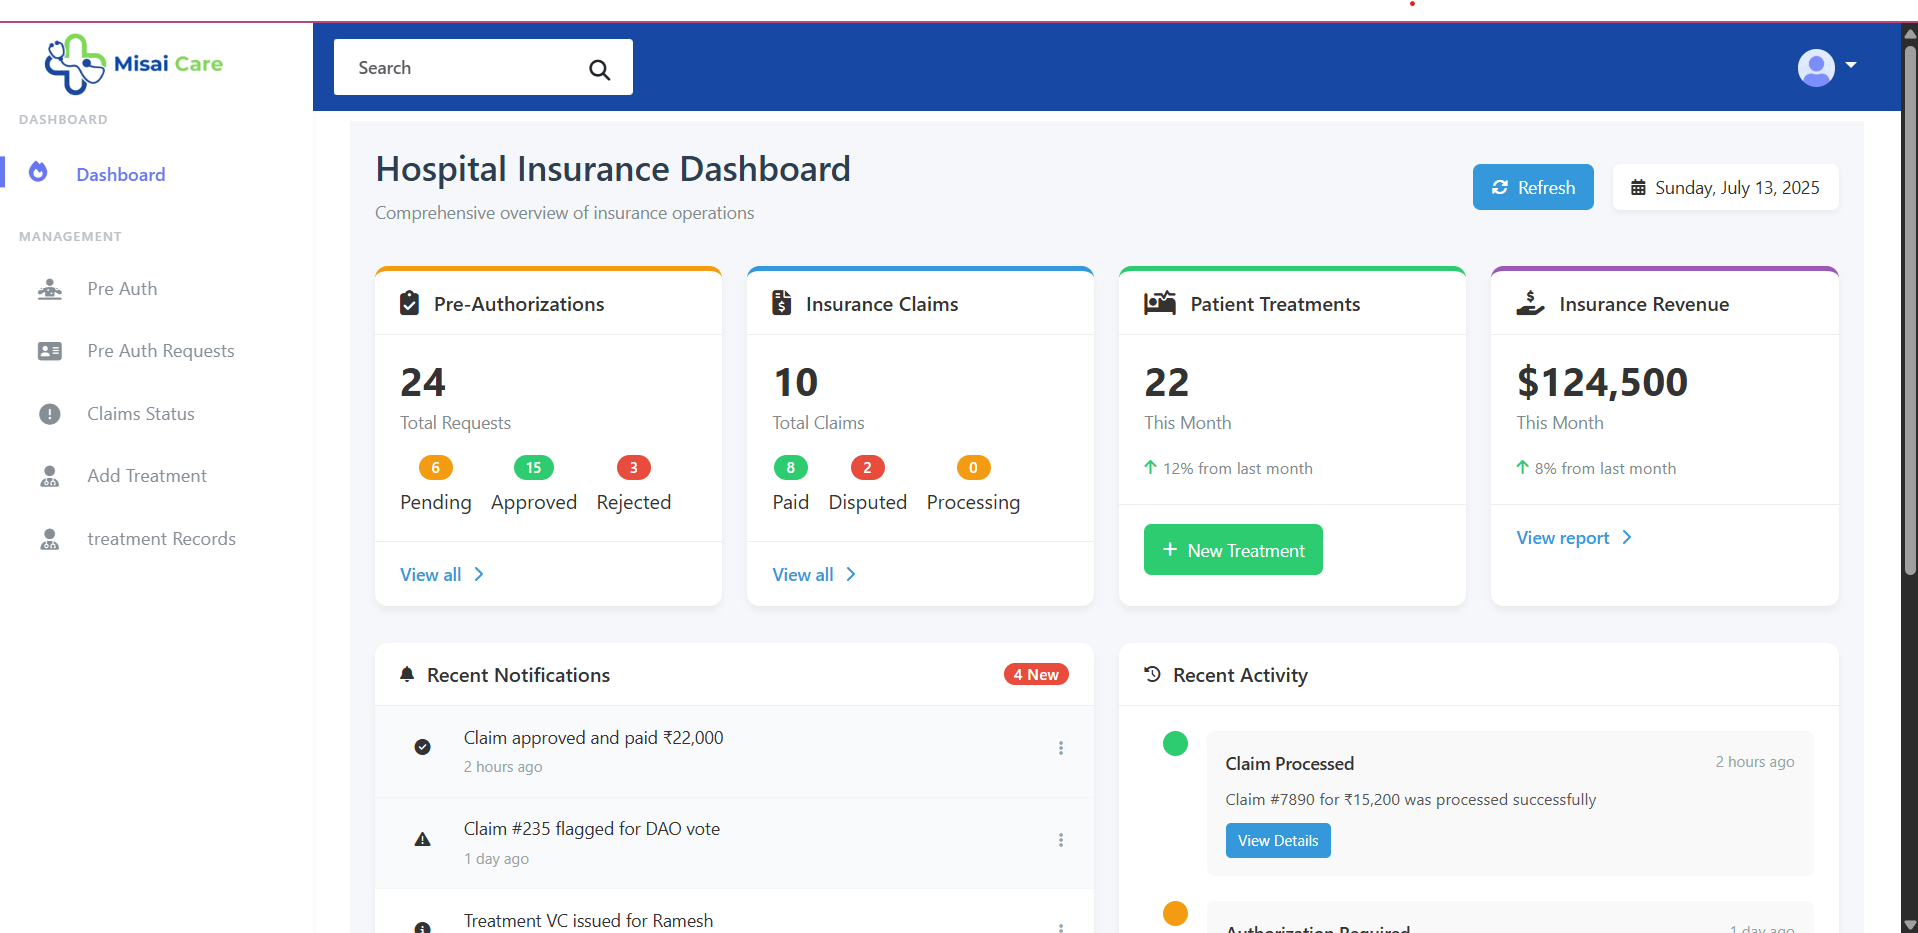 Misai Care
Search
DASHBOARD
Dashboard
MANAGEMENT
Pre Auth
Pre Auth Requests
Claims Status
Add Treatment
treatment Records
Hospital Insurance Dashboard
Comprehensive overview of insurance operations
Refresh
Sunday, July 13, 2025
Pre-Authorizations
24
Total Requests
6 15 3
Pending Approved Rejected
View all
Insurance Claims
10
Total Claims
8 2 0
Paid Disputed Processing
View all
Patient Treatments
22
This Month
12% from last month
+ New Treatment
Insurance Revenue
$124,500
This Month
8% from last month
View report
Recent Notifications
4 New
Claim approved and paid ₹22,000
2 hours ago
Claim #235 flagged for DAO vote
1 day ago
Treatment VC issued for Ramesh
Recent Activity
Claim Processed
2 hours ago
Claim #7890 for ₹15,200 was processed successfully
View Details
Authorization Required
1 day ago